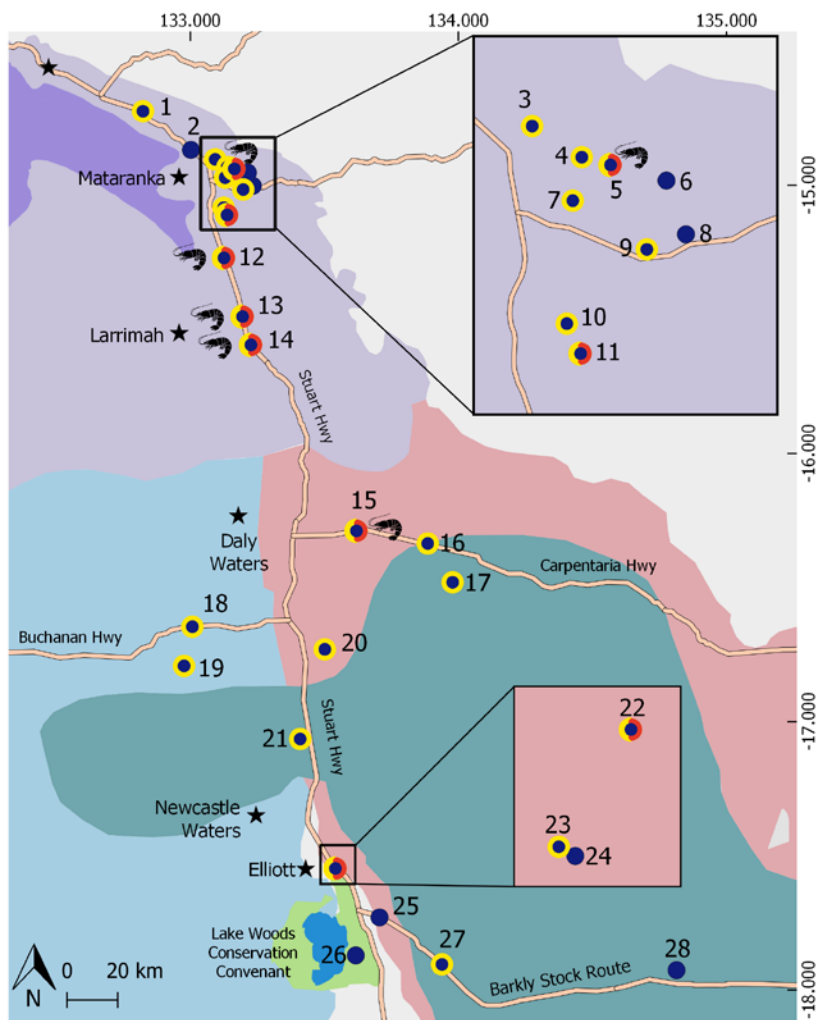 133.000
134.000
135.000
1
2
3
4
5
6
7
8
9
10
11
Mataranka
-15.000
12
13
Larrimah
14
Stuart Hwy
-16.000
15
Daly
Waters
16
17
Carpentaria Hwy
18
Buchanan Hwy
19
20
21
Stuart Hwy
22
-17.000
Newcastle
Waters
23
24
Elliott
25
Lake Woods
Conservation
Convenant
26
27
28
Barkly Stock Route
N
0 20 km
-18.000